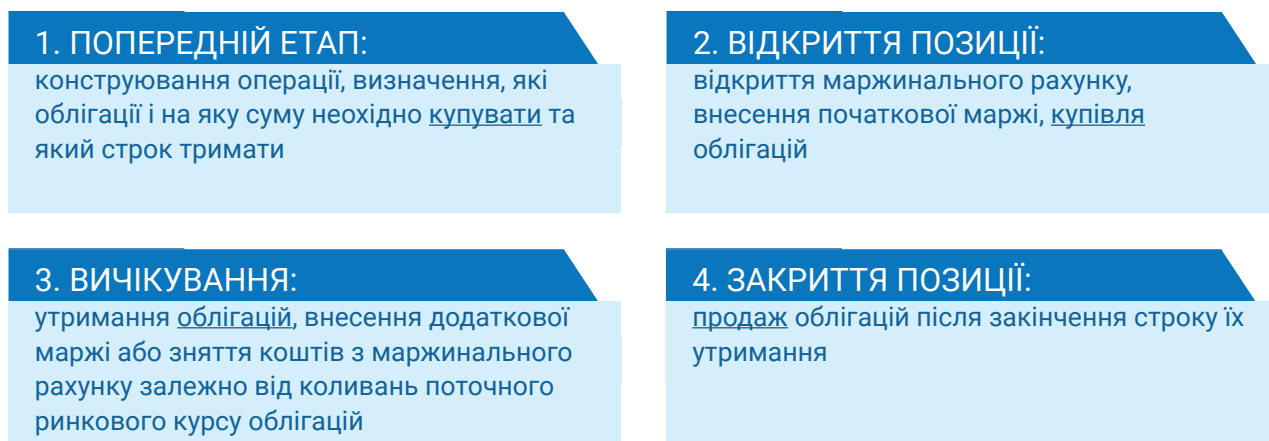 1. ПОПЕРЕДНІЙ ЕТАП:
конструювання операції, визначення, які
облігації і на яку суму неохідно купувати та
який строк тримати
2. ВІДКРИТТЯ ПОЗИЦІЇ:
відкриття маржинального рахунку,
внесення початкової маржі, купівля
облігацій
3. ВИЧІКУВАННЯ:
утримання облігацій, внесення додаткової
маржі або зняття коштів з маржинального
рахунку залежно від коливань поточного
ринкового курсу облігацій
4. ЗАКРИТТЯ ПОЗИЦІЇ:
продаж облігацій після закінчення строку їх
утримання